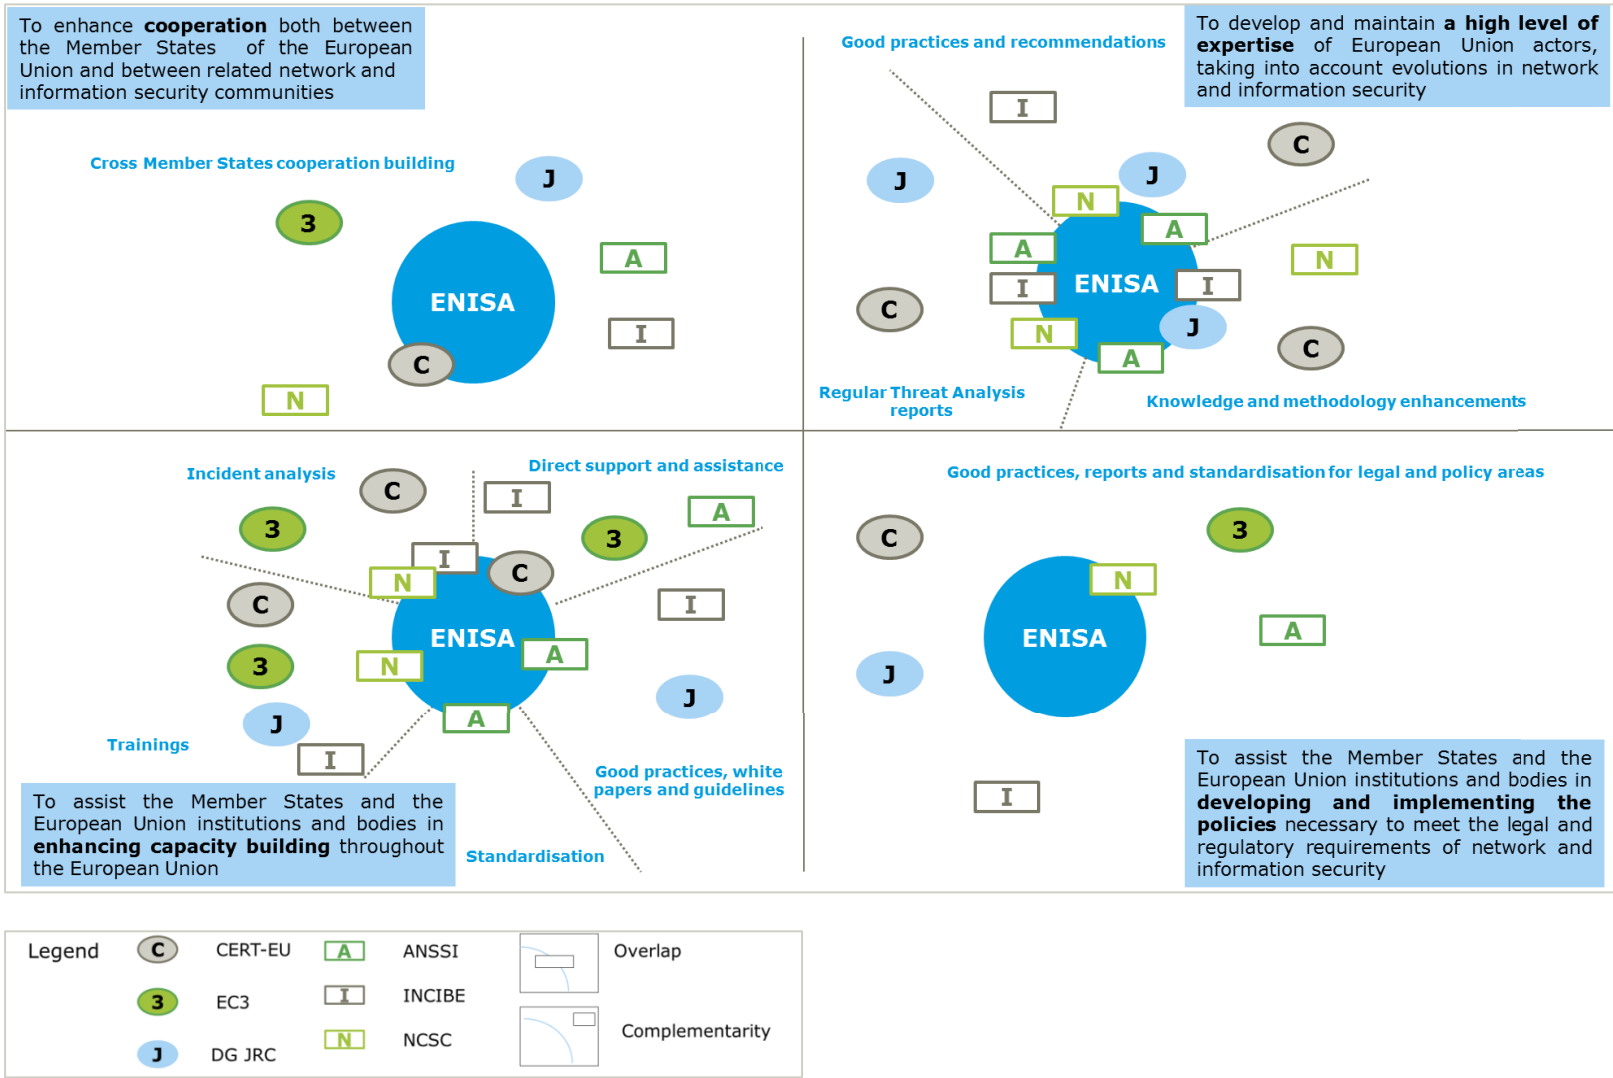 To enhance cooperation both between
the Member States of the European
Union and between related network and
information security communities
Cross Member States cooperation building
J
3
A
ENISA
I
C
N
Good practices and recommendations
To develop and maintain a high level of
expertise of European Union actors,
taking into account evolutions in network
and information security
I
C
J
J
N
A
A
N
ENISA
I
I
C
J
N
A
C
Regular Threat Analysis
reports
Knowledge and methodology enhancements
Incident analysis
Direct support and assistance
C
I
3
A
3
I
C
N
C
I
ENISA
A
N
3
J
A
J
Trainings
I
Good practices, white
papers and guidelines
To assist the Member States and the
European Union institutions and bodies in
enhancing capacity building throughout
the European Union
Standardisation
Good practices, reports and standardisation for legal and policy areas
C
3
N
ENISA
A
J
I
To assist the Member States and the
European Union institutions and bodies in
developing and implementing the
policies necessary to meet the legal and
regulatory requirements of network and
information security
Legend
C CERT-EU
A ANSSI
Overlap
3 EC3
I INCIBE
Complementarity
J DG JRC
N NCSC